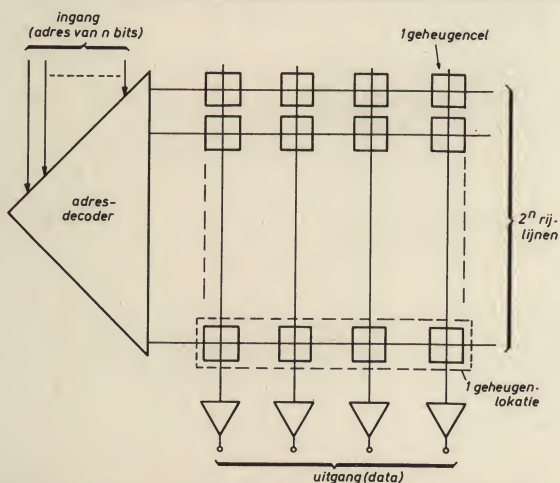 ingang
(adres van n bits)
1 geheugencel
adres-
decoder
2ⁿ rij-
lijnen
1 geheugen-
lokatie
uitgang (data)